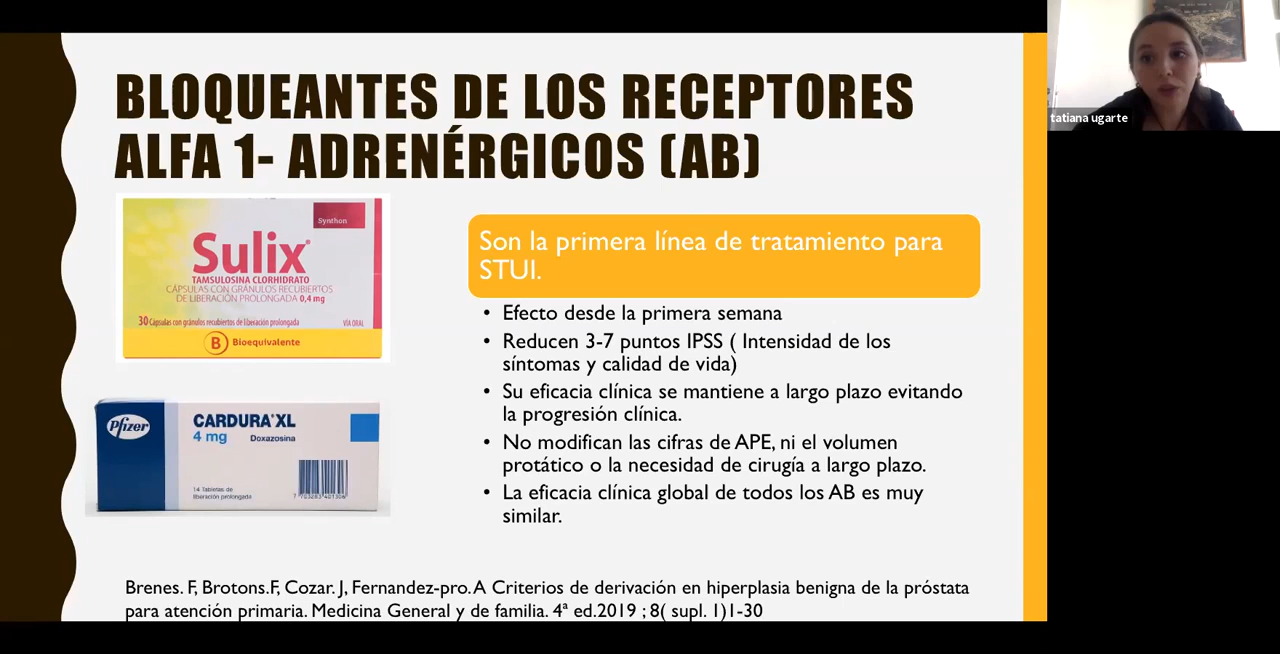 BLOQUEANTES DE LOS RECEPTORES
ALFA 1- ADRENÉRGICOS (AB)
tatiana ugarte
Synthon
Sulix®
TAMSULOSINA CLORHIDRATO
CÁPSULAS CON GRÁNULOS RECUBIERTOS
DE LIBERACIÓN PROLONGADA 0,4 mg
30 Cápsulas con gránulos recubiertos de liberación prolongada
VÍA ORAL
B Bioequivalente
Pfizer
CARDURA® XL
4 mg Doxazosina
14 Tabletas de
liberación prolongada
Son la primera línea de tratamiento para
STUI.
• Efecto desde la primera semana
• Reducen 3-7 puntos IPSS ( Intensidad de los
síntomas y calidad de vida)
• Su eficacia clínica se mantiene a largo plazo evitando
la progresión clínica.
• No modifican las cifras de APE, ni el volumen
protático o la necesidad de cirugía a largo plazo.
• La eficacia clínica global de todos los AB es muy
similar.
Brenes. F, Brotons.F, Cozar. J, Fernandez-pro. A Criterios de derivación en hiperplasia benigna de la próstata
para atención primaria. Medicina General y de familia. 4ª ed.2019 ; 8( supl. 1)1-30